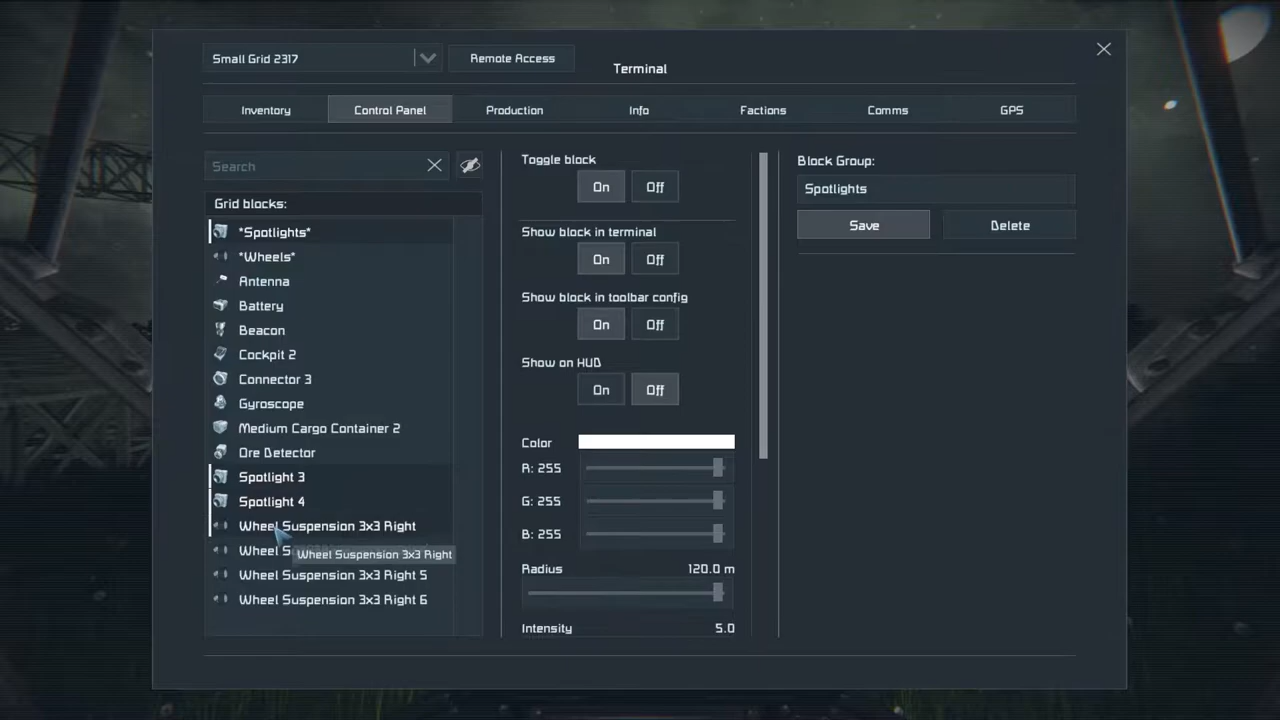 Small Grid 2317
Remote Access
Terminal
Inventory
Control Panel
Production
Info
Factions
Comms
GPS
Search
Grid blocks:
*Spotlights*
*Wheels*
Antenna
Battery
Beacon
Cockpit 2
Connector 3
Gyroscope
Medium Cargo Container 2
Ore Detector
Spotlight 3
Spotlight 4
Wheel Suspension 3x3 Right
Wheel
Wheel Suspension 3x3 Right
Wheel Suspension 3x3 Right 5
Wheel Suspension 3x3 Right 6
Toggle block
On Off
Show block in terminal
On Off
Show block in toolbar config
On Off
Show on HUD
On Off
Color
R: 255
G: 255
B: 255
Radius 120.0 m
Intensity 5.0
Block Group:
Spotlights
Save
Delete